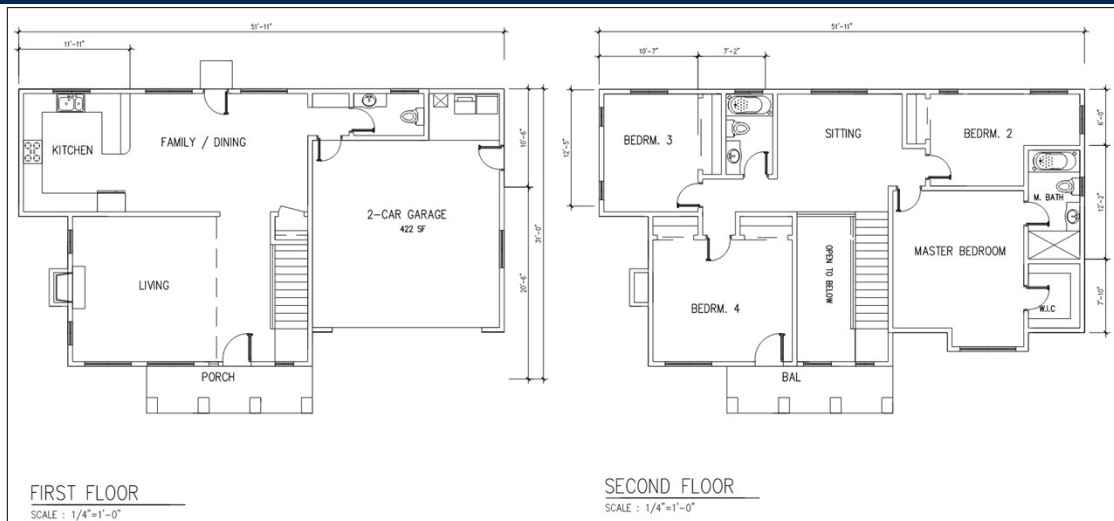 51'-11"
11'-11"
KITCHEN
FAMILY / DINING
2-CAR GARAGE
422 SF
LIVING
PORCH
10'-6"
31'-0"
20'-6"
FIRST FLOOR
SCALE : 1/4"=1'-0"
51'-11"
10'-7"
7'-2"
12'-5"
BEDRM. 3
SITTING
BEDRM. 2
6'-0"
M. BATH
12'-2"
MASTER BEDROOM
OPEN TO BELOW
BEDRM. 4
W.I.C
7'-10"
BAL
SECOND FLOOR
SCALE : 1/4"=1'-0"